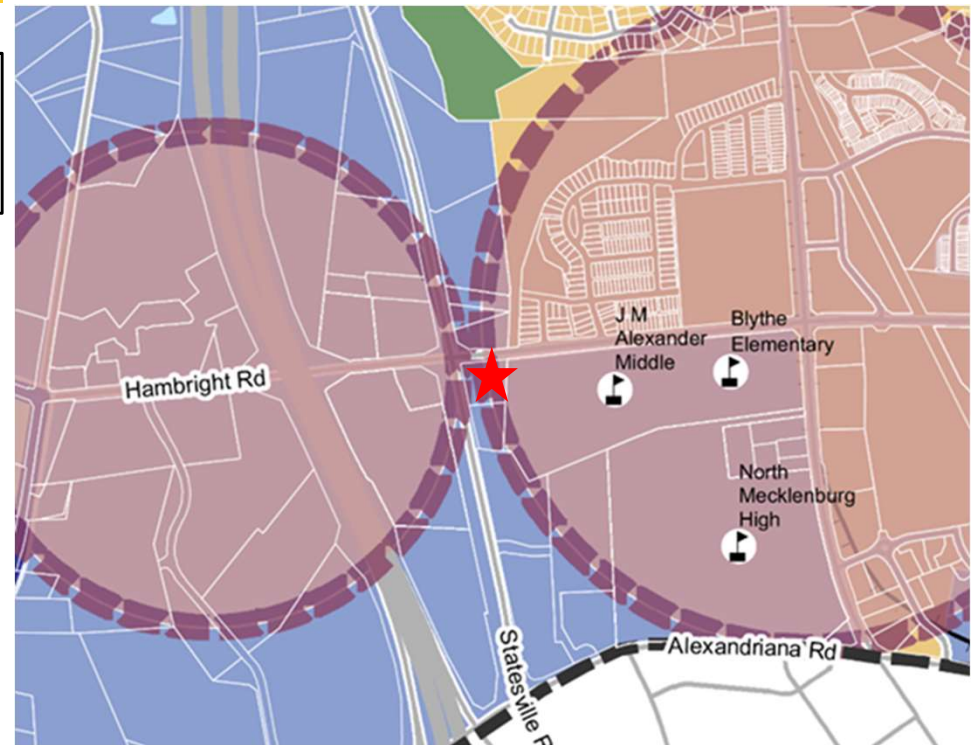 J M
Alexander
Middle
Blythe
Elementary
Hambright Rd
North
Mecklenburg
High
Statesville R
Alexandriana Rd